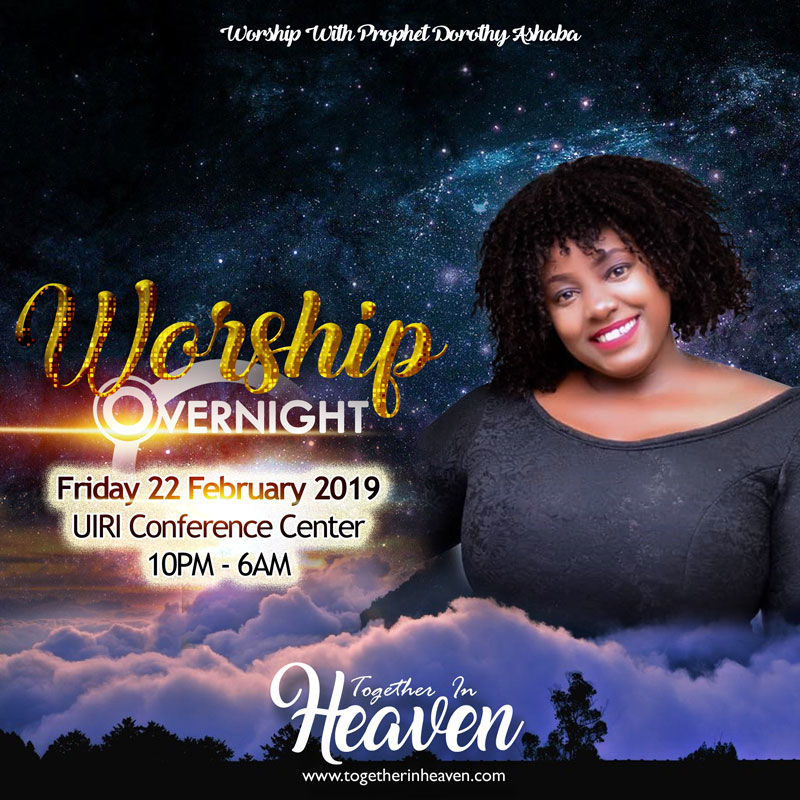 Worship With Prophet Dorothy Ashaba
Worship
Overnight
Friday 22 February 2019
UIRI Conference Center
10PM - 6AM
Together In
Heaven
www.togetherinheaven.com